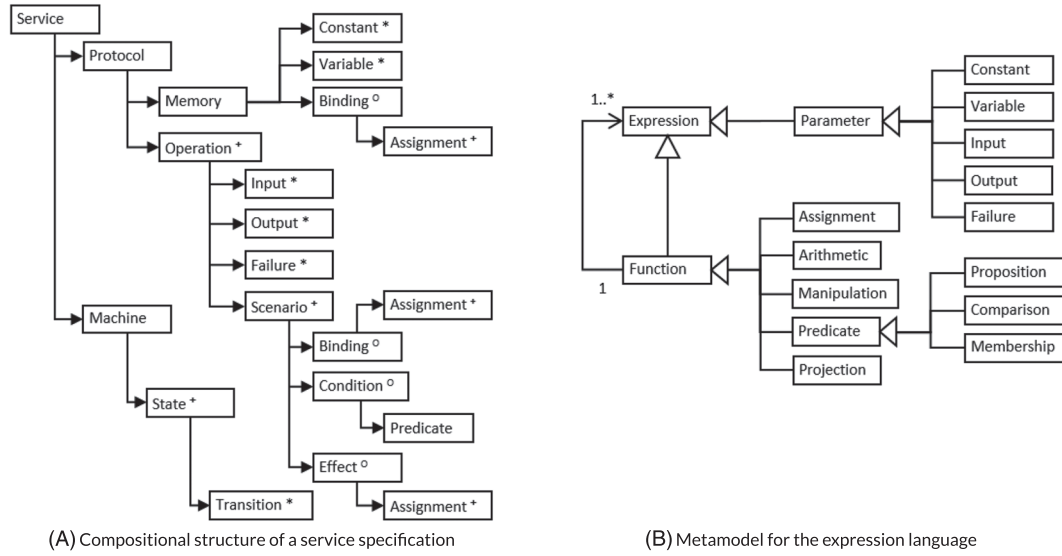 Service
Protocol
Memory
Constant *
Variable *
Binding O
Assignment +
Operation +
Input *
Output *
Failure *
Scenario +
Assignment +
Binding O
Condition O
Predicate
Effect O
Assignment +
Machine
State +
Transition *
(A) Compositional structure of a service specification
1..*
Expression
Parameter
Constant
Variable
Input
Output
Failure
Function
1
Assignment
Arithmetic
Manipulation
Predicate
Projection
Proposition
Comparison
Membership
(B) Metamodel for the expression language